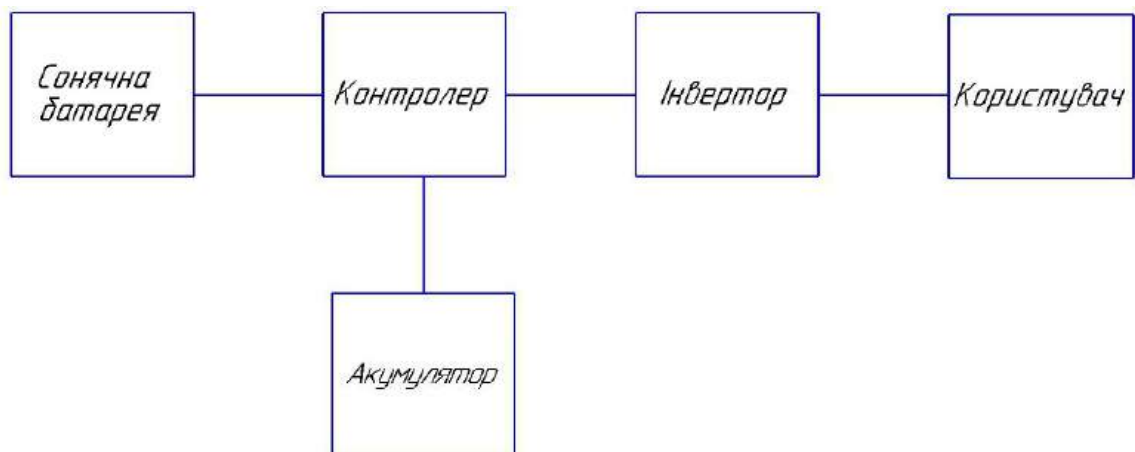 Сонячна
батарея
Контролер
Інвертор
Користувач
Акумулятор